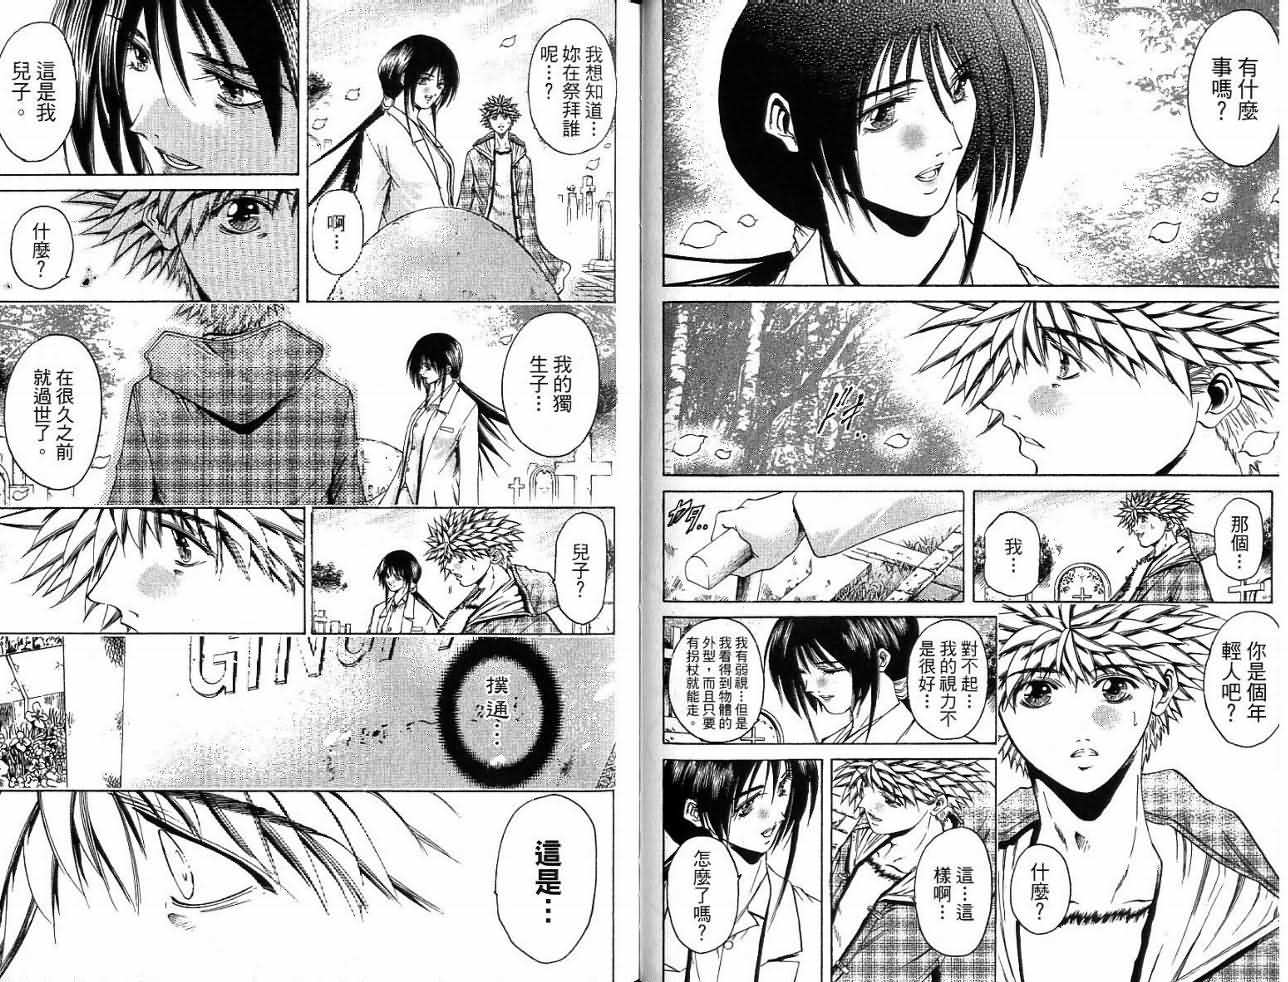 有什麼
事嗎？
ドキ..
那個…
我…
カタ..
你是個年
輕人吧？
什麼？
對不起…
我的視力不
是很好…
我有弱視…但是
我看得到物體的
外型，而且只要
有拐杖就能走。
這…這
樣啊…
怎麼了嗎？
我想知道…
妳在祭拜誰
呢…？
啊…
這是我
兒子。
什麼？
我的獨
生子…
在很久之前
就過世了。
兒子？
撲通…
這是…